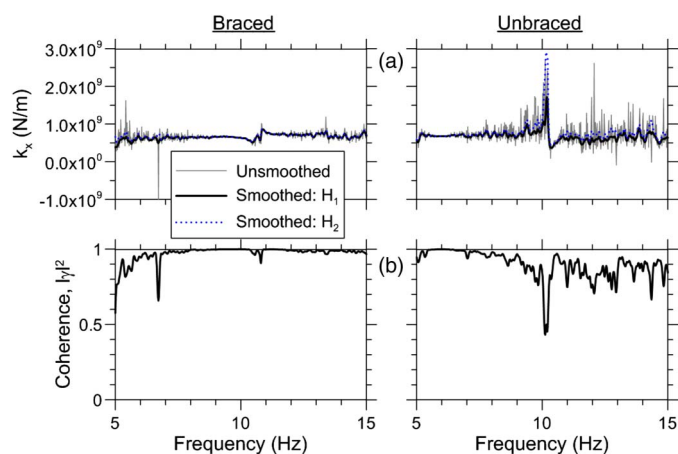 Braced
Unbraced
(a)
k_x (N/m)
3.0x10⁹
2.0x10⁹
1.0x10⁹
0.0x10⁰
-1.0x10⁹
Unsmoothed
Smoothed: H₁
Smoothed: H₂
(b)
Coherence, |γ|²
1
0.5
0
5
10
15
5
10
15
Frequency (Hz)
Frequency (Hz)